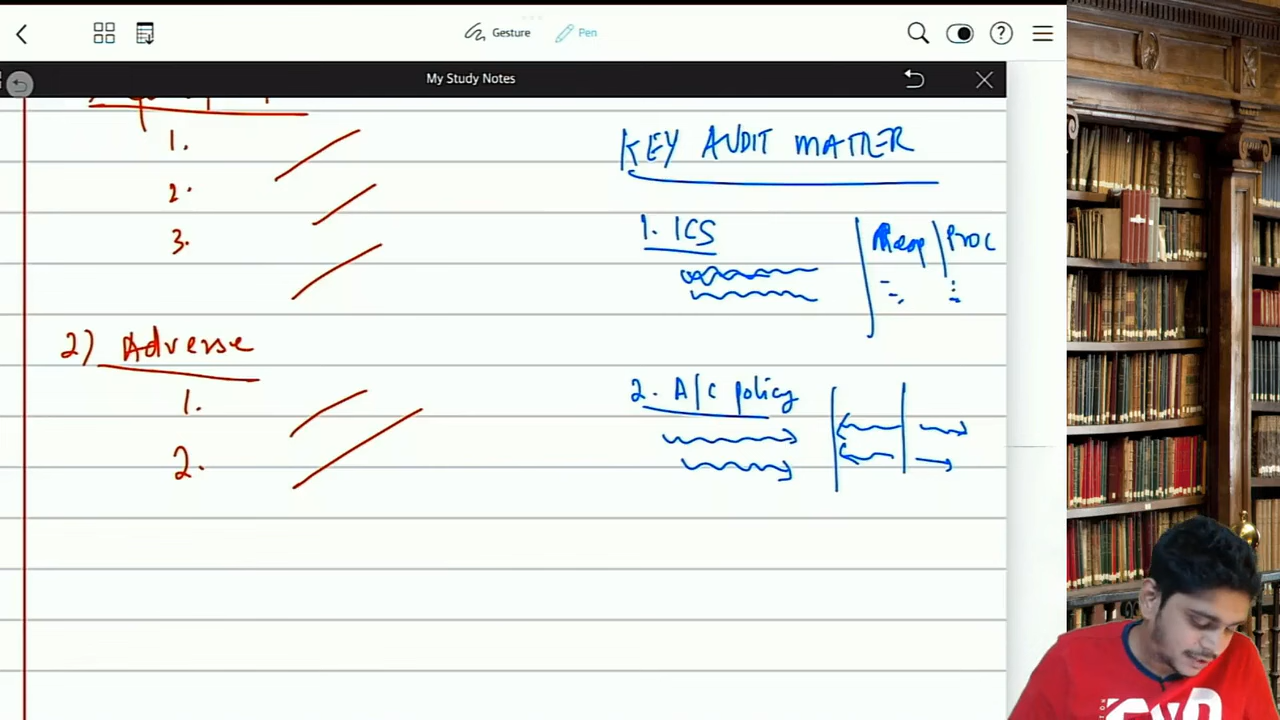 Gesture
Pen
?
My Study Notes
1.
2.
3.
2) Adverse
1.
2.
KEY AUDIT MATTER
1. ICS
Resp
PROC
2. A/C policy